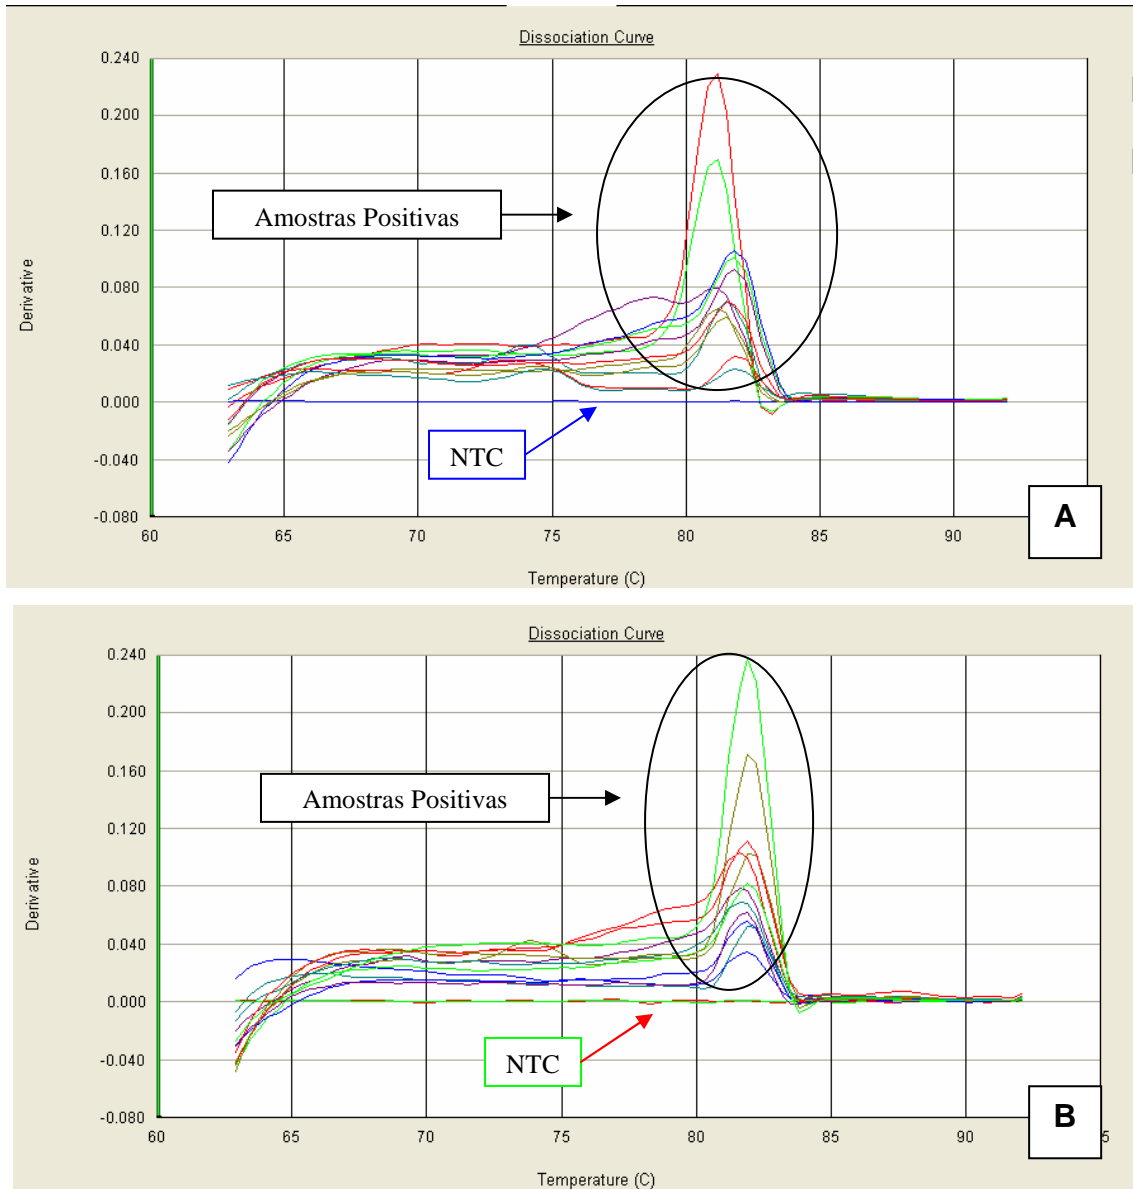 Dissociation Curve
0.240
0.200
0.160
0.120
0.080
0.040
0.000
-0.040
-0.080
Derivative
Amostras Positivas
NTC
A
60 65 70 75 80 85 90
Temperature (C)
Dissociation Curve
0.240
0.200
0.160
0.120
0.080
0.040
0.000
-0.040
-0.080
Derivative
Amostras Positivas
NTC
B
60 65 70 75 80 85 90 5
Temperature (C)